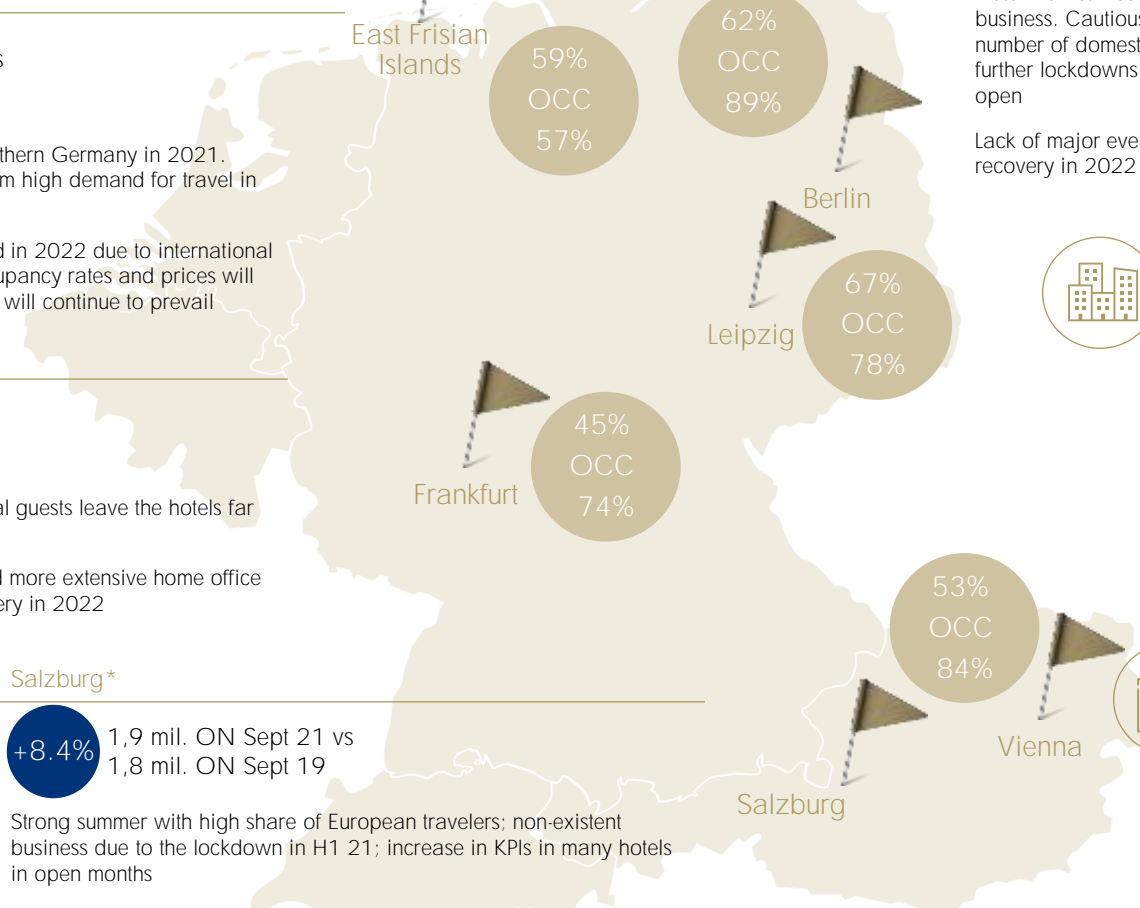 East Frisian
Islands
59%
OCC
57%
62%
OCC
89%
Berlin
business. Cautious
number of domest
further lockdowns
open
Lack of major ever
recovery in 2022
s
thern Germany in 2021.
m high demand for travel in
d in 2022 due to international
upancy rates and prices will
will continue to prevail
Leipzig
67%
OCC
78%
Frankfurt
45%
OCC
74%
al guests leave the hotels far
d more extensive home office
ery in 2022
53%
OCC
84%
Vienna
Salzburg
Salzburg*
+8.4%
1,9 mil. ON Sept 21 vs
1,8 mil. ON Sept 19
Strong summer with high share of European travelers; non-existent
business due to the lockdown in H1 21; increase in KPIs in many hotels
in open months